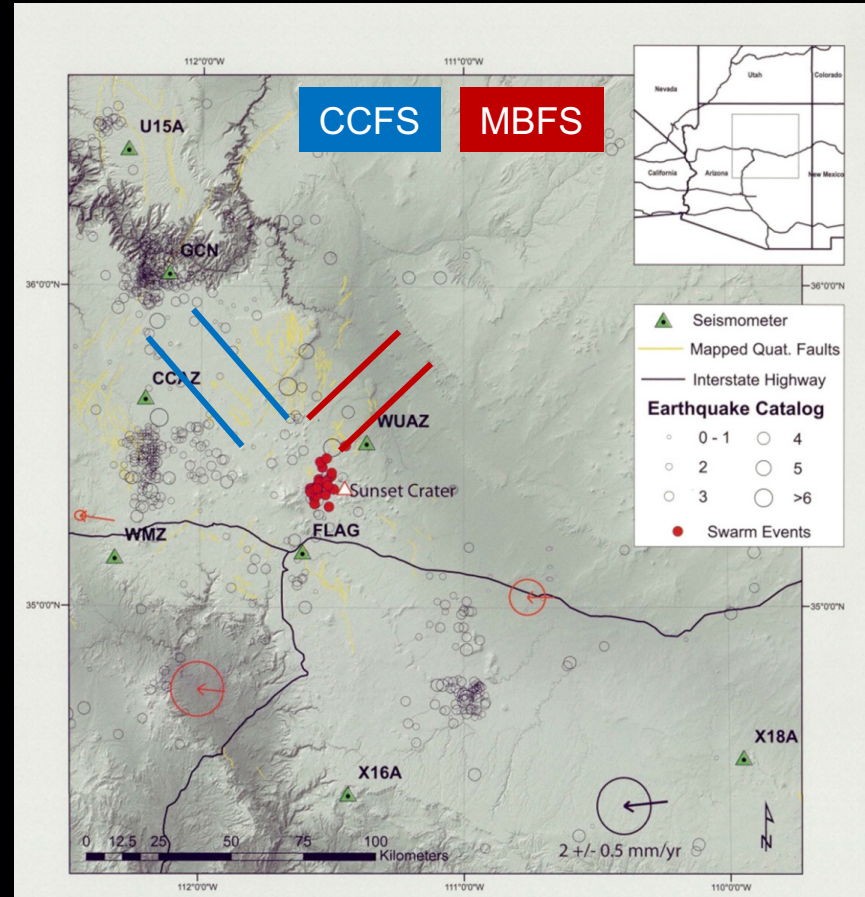 112°0'0"W
111°0'0"W
CCFS
MBFS
U15A
GCN
36°0'0"N
36°0'0"N
CCAZ
WUAZ
Sunset Crater
WMZ
FLAG
35°0'0"N
35°0'0"N
X16A
X18A
0 12.5 25 50 75 100
Kilometers
2 +/- 0.5 mm/yr
N
112°0'0"W
111°0'0"W
110°0'0"W
Nevada
Utah
Colorado
California
Arizona
New Mexico
Seismometer
Mapped Quat. Faults
Interstate Highway
Earthquake Catalog
0 - 1
4
2
5
3
>6
Swarm Events